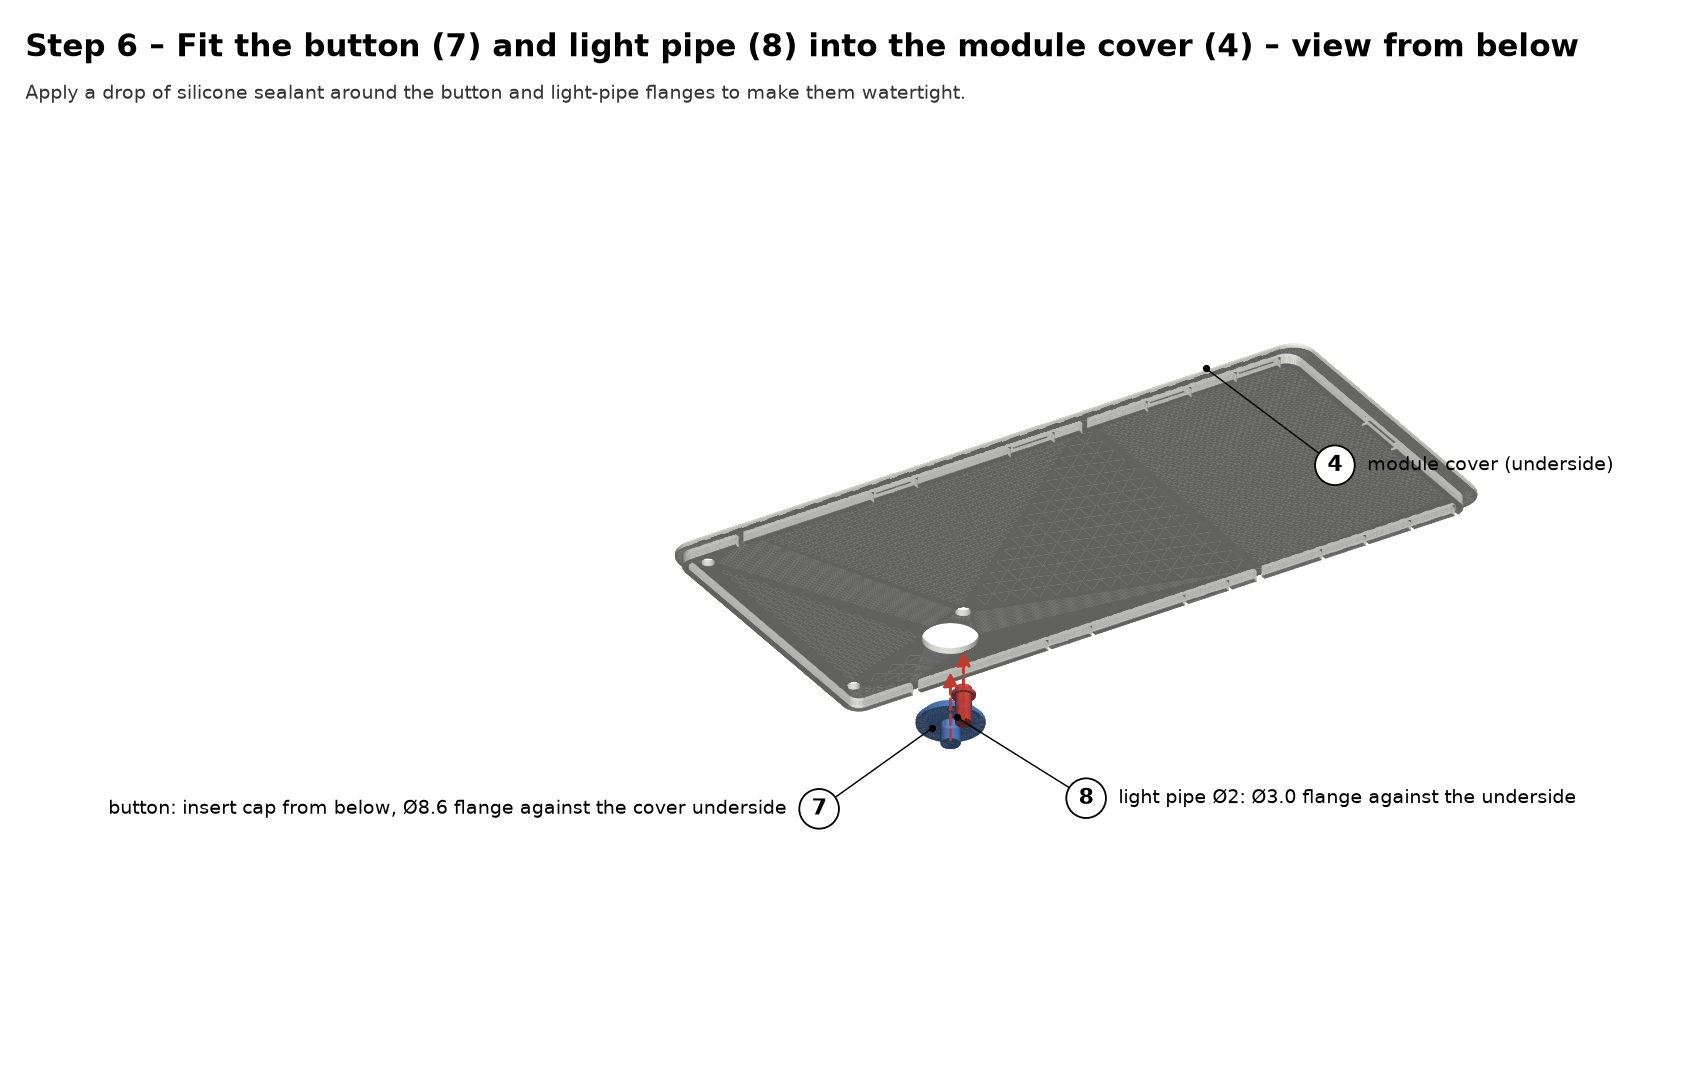 Step 6 – Fit the button (7) and light pipe (8) into the module cover (4) – view from below
Apply a drop of silicone sealant around the button and light-pipe flanges to make them watertight.
4 module cover (underside)
button: insert cap from below, Ø8.6 flange against the cover underside 7
8 light pipe Ø2: Ø3.0 flange against the underside